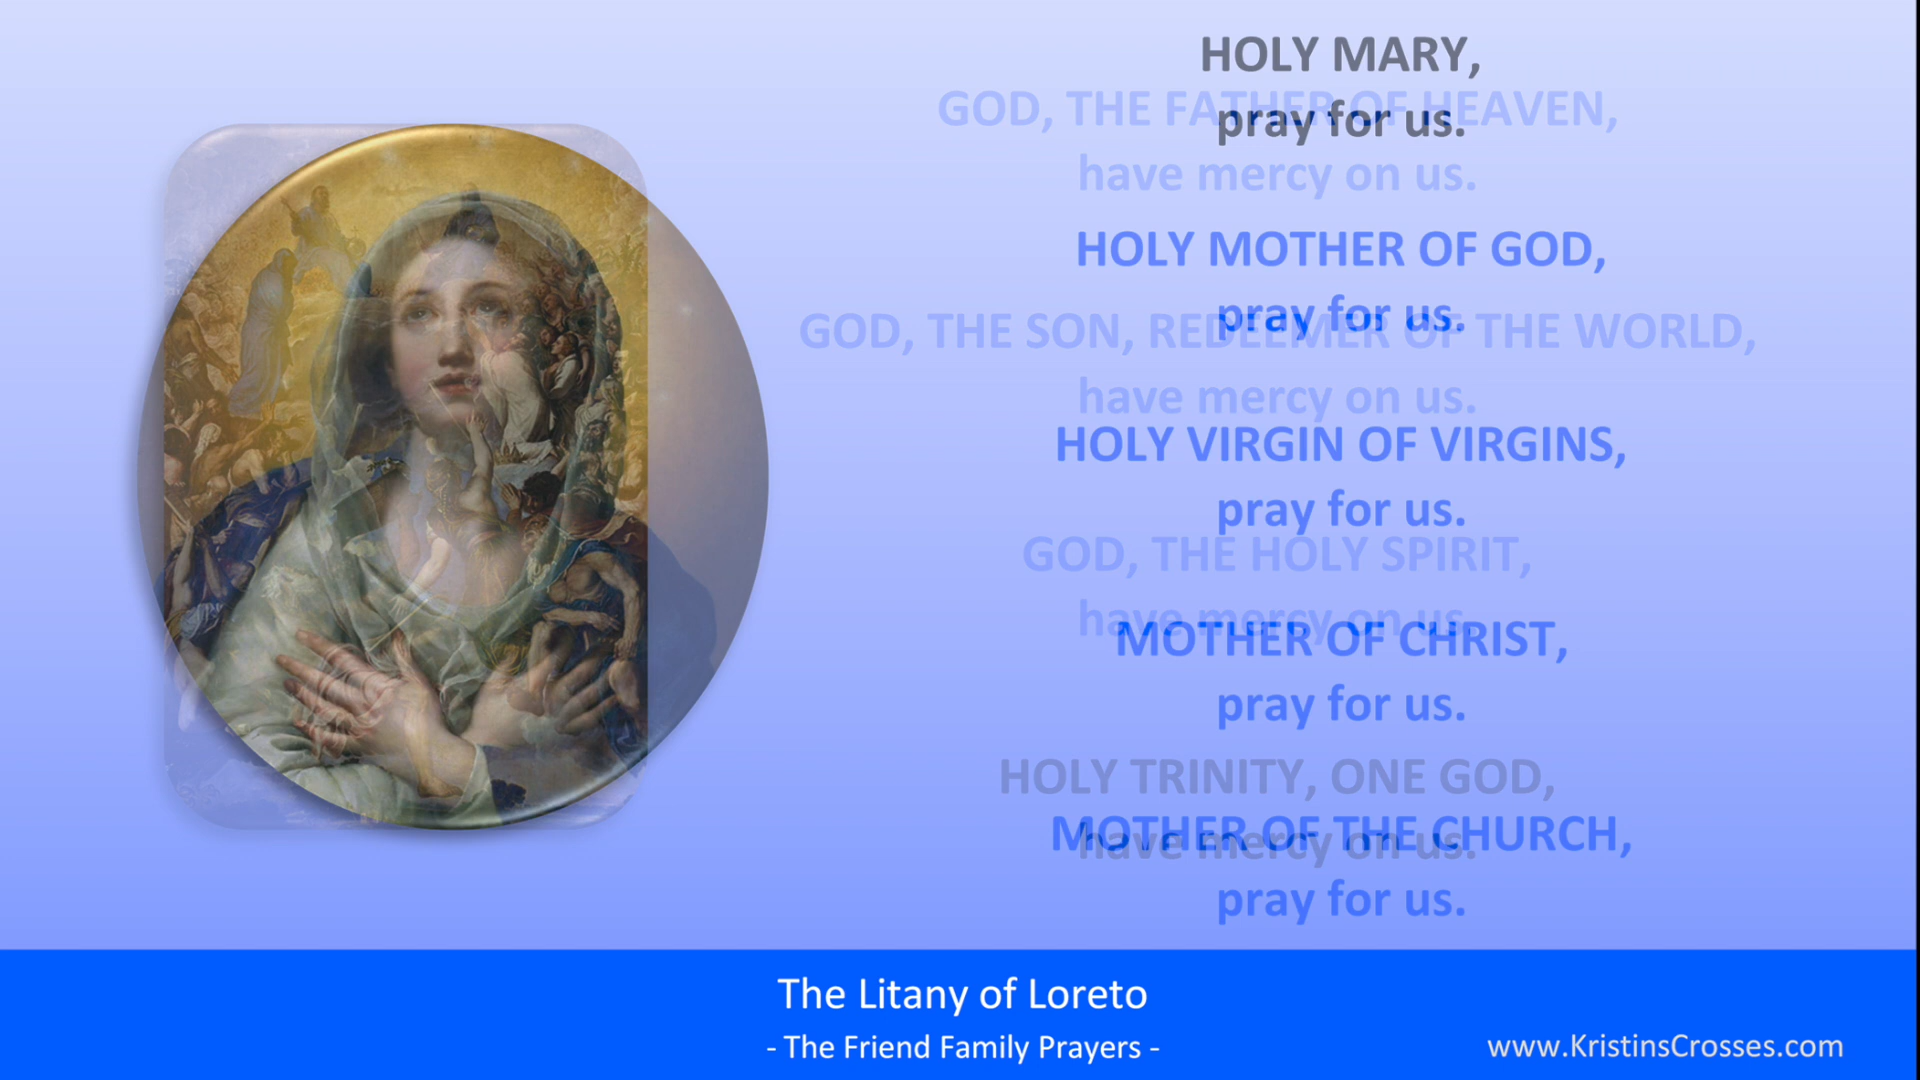 HOLY MARY,
GOD, THE FATHER OF HEAVEN,
pray for us.
have mercy on us.
HOLY MOTHER OF GOD,
pray for us.
GOD, THE SON, REDEEMER OF THE WORLD,
have mercy on us.
HOLY VIRGIN OF VIRGINS,
pray for us.
GOD, THE HOLY SPIRIT,
have mercy on us.
MOTHER OF CHRIST,
pray for us.
HOLY TRINITY, ONE GOD,
MOTHER OF THE CHURCH,
have mercy on us.
pray for us.
The Litany of Loreto
- The Friend Family Prayers -
www.KristinsCrosses.com